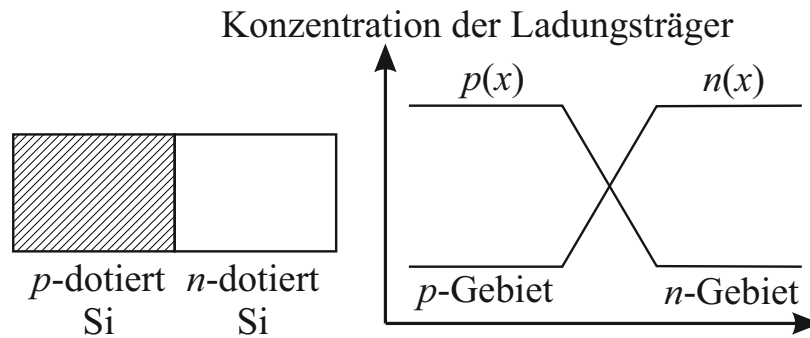 Konzentration der Ladungsträger
p(x)
n(x)
p-Gebiet
n-Gebiet
p-dotiert
Si
n-dotiert
Si